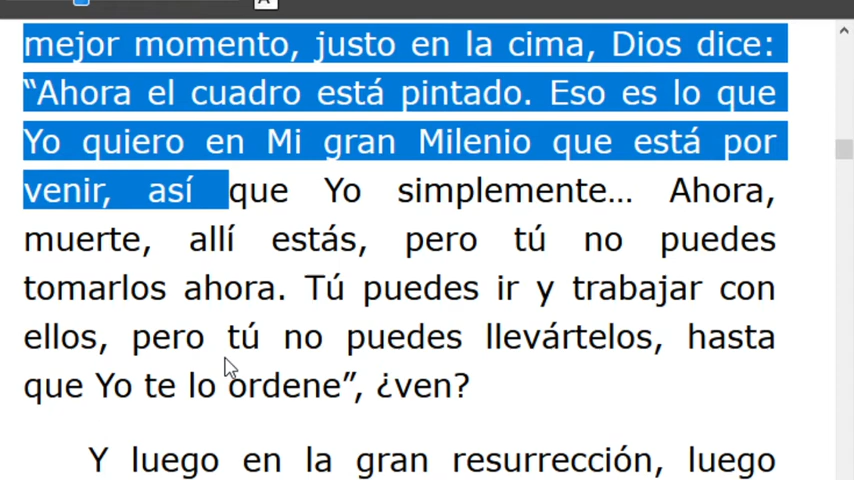 mejor momento, justo en la cima, Dios dice:
“Ahora el cuadro está pintado. Eso es lo que
Yo quiero en Mi gran Milenio que está por
venir, así que Yo simplemente... Ahora,
muerte, allí estás, pero tú no puedes
tomarlos ahora. Tú puedes ir y trabajar con
ellos, pero tú no puedes llevártelos, hasta
que Yo te lo ordene”, ¿ven?
Y luego en la gran resurrección, luego